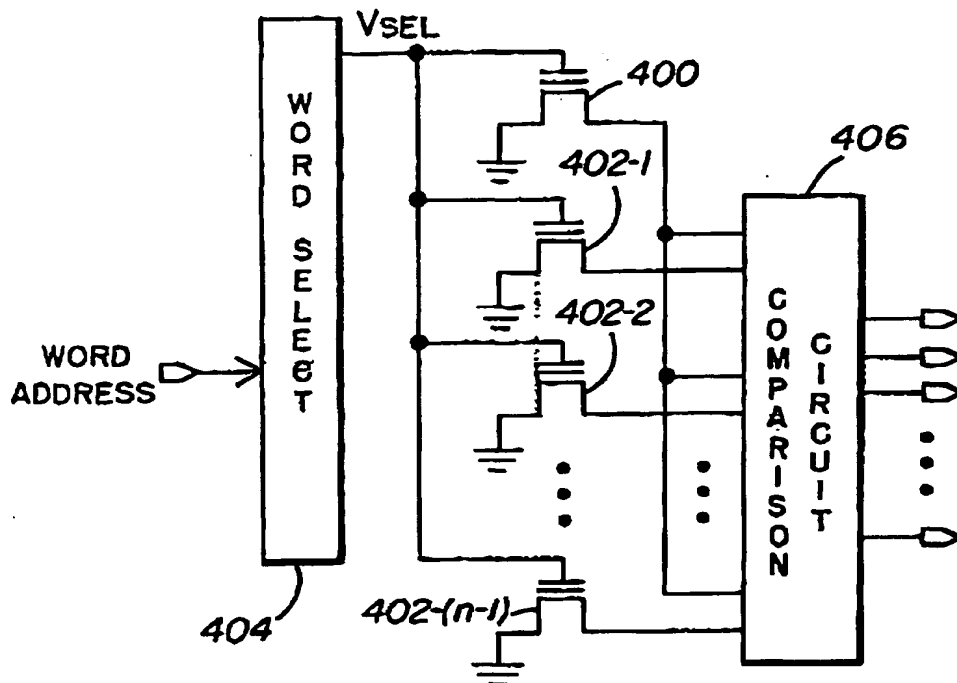 VSEL
400
WORD SELECT
402-1
406
402-2
WORD
ADDRESS
COMPARISON
CIRCUIT
402-(n-1)
404